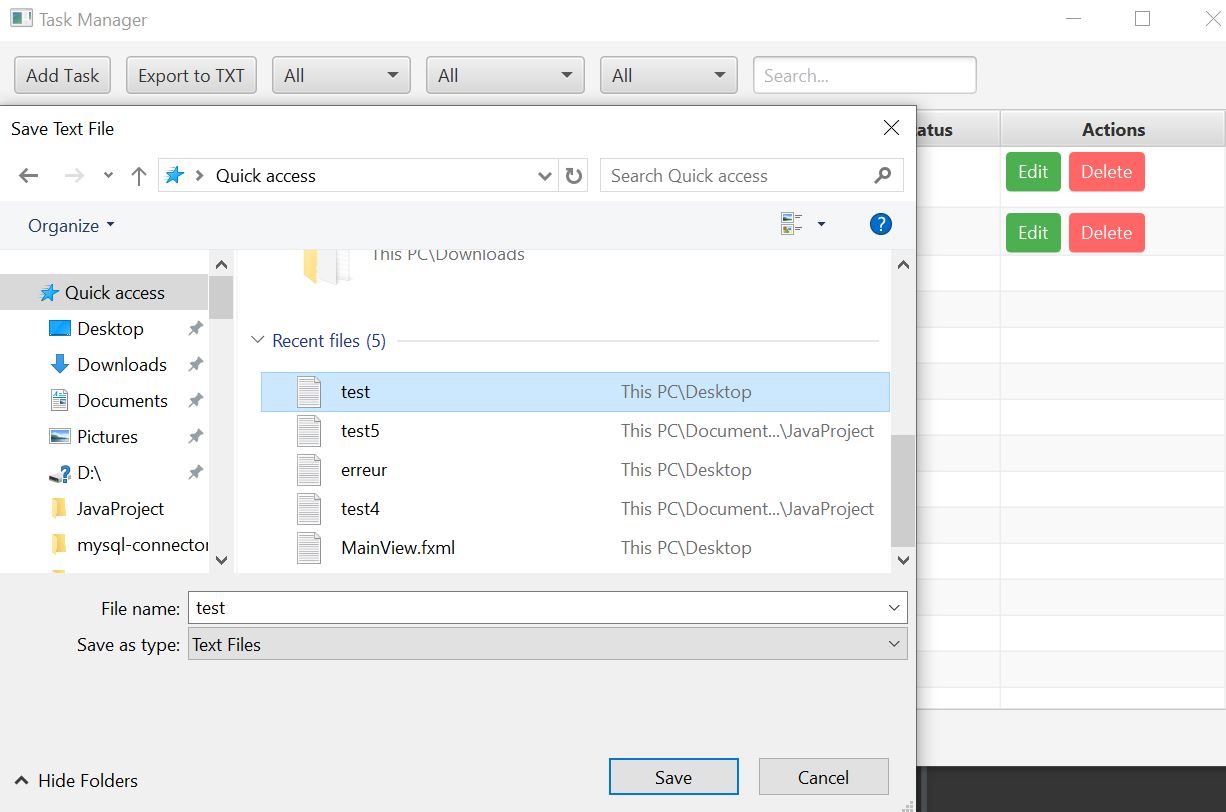 Task Manager
Add Task Export to TXT All All All Search...
Save Text File
atus Actions
Quick access Search Quick access
Edit Delete
Organize ?
Edit Delete
This PC\Downloads
Quick access
Desktop
Downloads
Documents
Pictures
D:\
JavaProject
mysql-connector
Recent files (5)
test This PC\Desktop
test5 This PC\Document...\JavaProject
erreur This PC\Desktop
test4 This PC\Document...\JavaProject
MainView.fxml This PC\Desktop
File name: test
Save as type: Text Files
Hide Folders Save Cancel